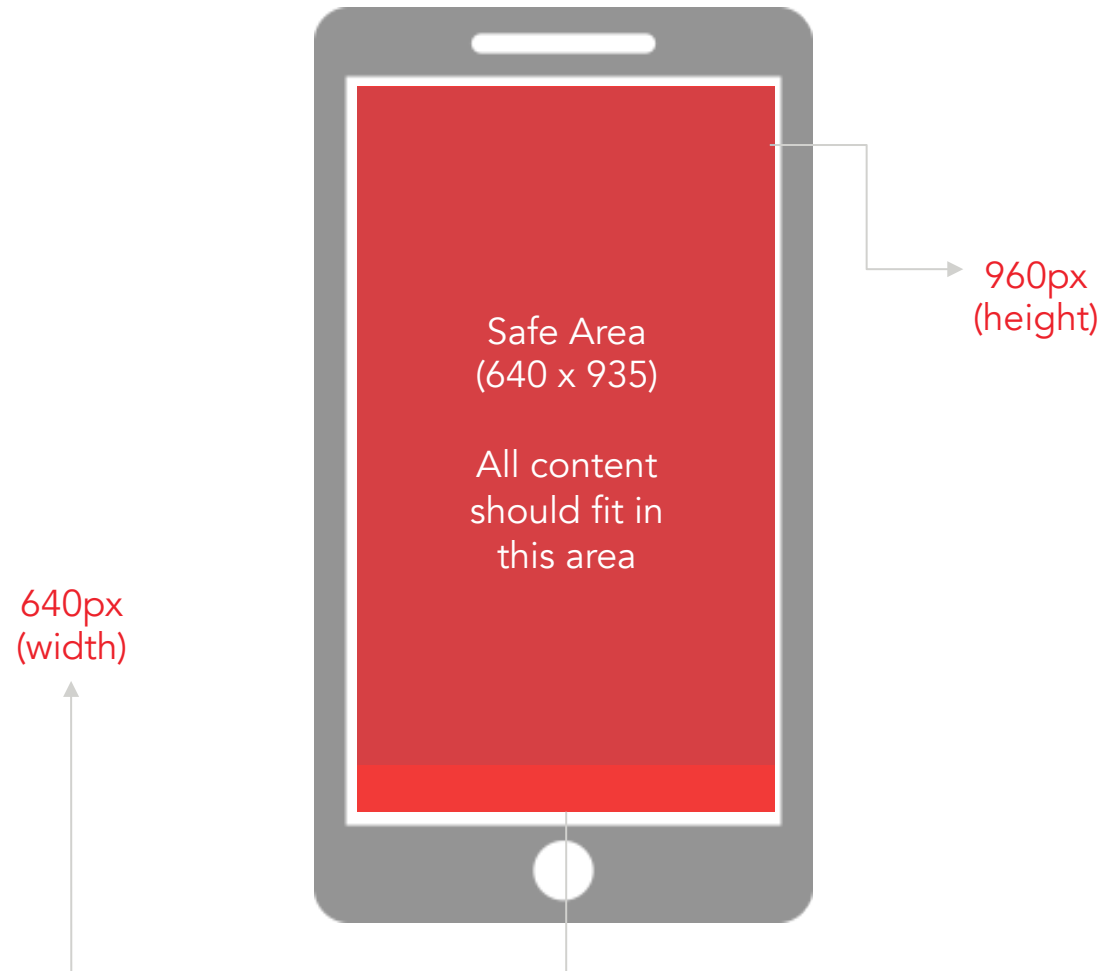 960px
(height)
Safe Area
(640 x 935)
All content
should fit in
this area
640px
(width)